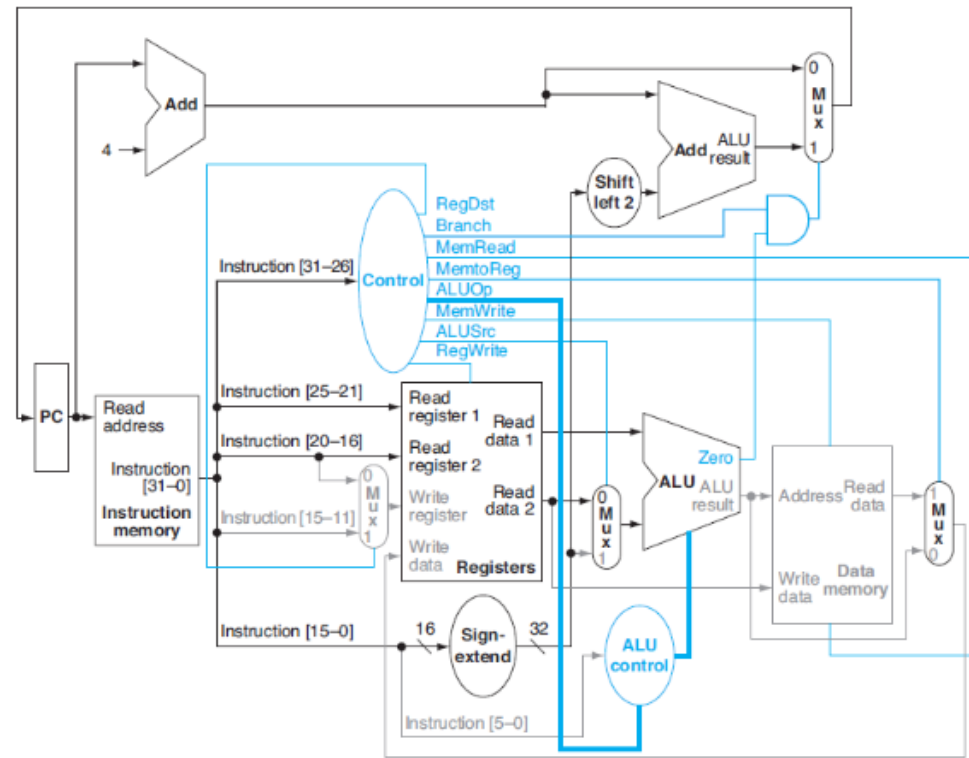 Add
4
0
M
u
x
1
Add
ALU
result
Shift
left 2
RegDst
Branch
MemRead
MemtoReg
ALUOp
MemWrite
ALUSrc
RegWrite
Control
Instruction [31–26]
PC
Read
address
Instruction
[31–0]
Instruction
memory
Instruction [25–21]
Instruction [20–16]
Instruction [15–11]
0
M
u
x
1
Read
register 1
Read
register 2
Write
register
Write
data
Read
data 1
Read
data 2
Registers
0
M
u
x
1
Zero
ALU
ALU
result
Address
Read
data
Write
data
Data
memory
1
M
u
x
0
Instruction [15–0]
16
Sign-
extend
32
ALU
control
Instruction [5–0]